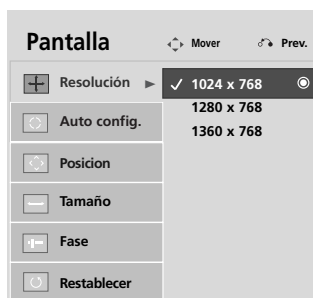 Pantalla
Mover
Prev.
Resolución
1024 x 768
1280 x 768
1360 x 768
Auto config.
Posicion
Tamaño
Fase
Restablecer